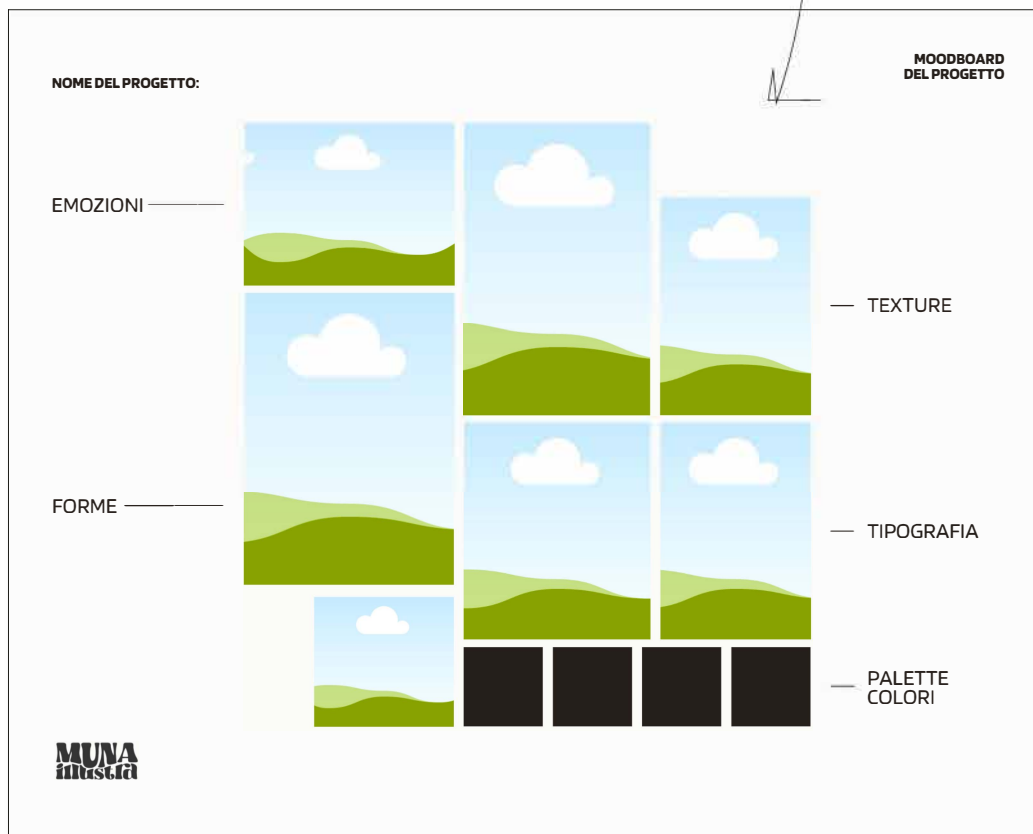 NOME DEL PROGETTO:
MOODBOARD
DEL PROGETTO
EMOZIONI
TEXTURE
FORME
TIPOGRAFIA
PALETTE
COLORI
MUNA
illustra